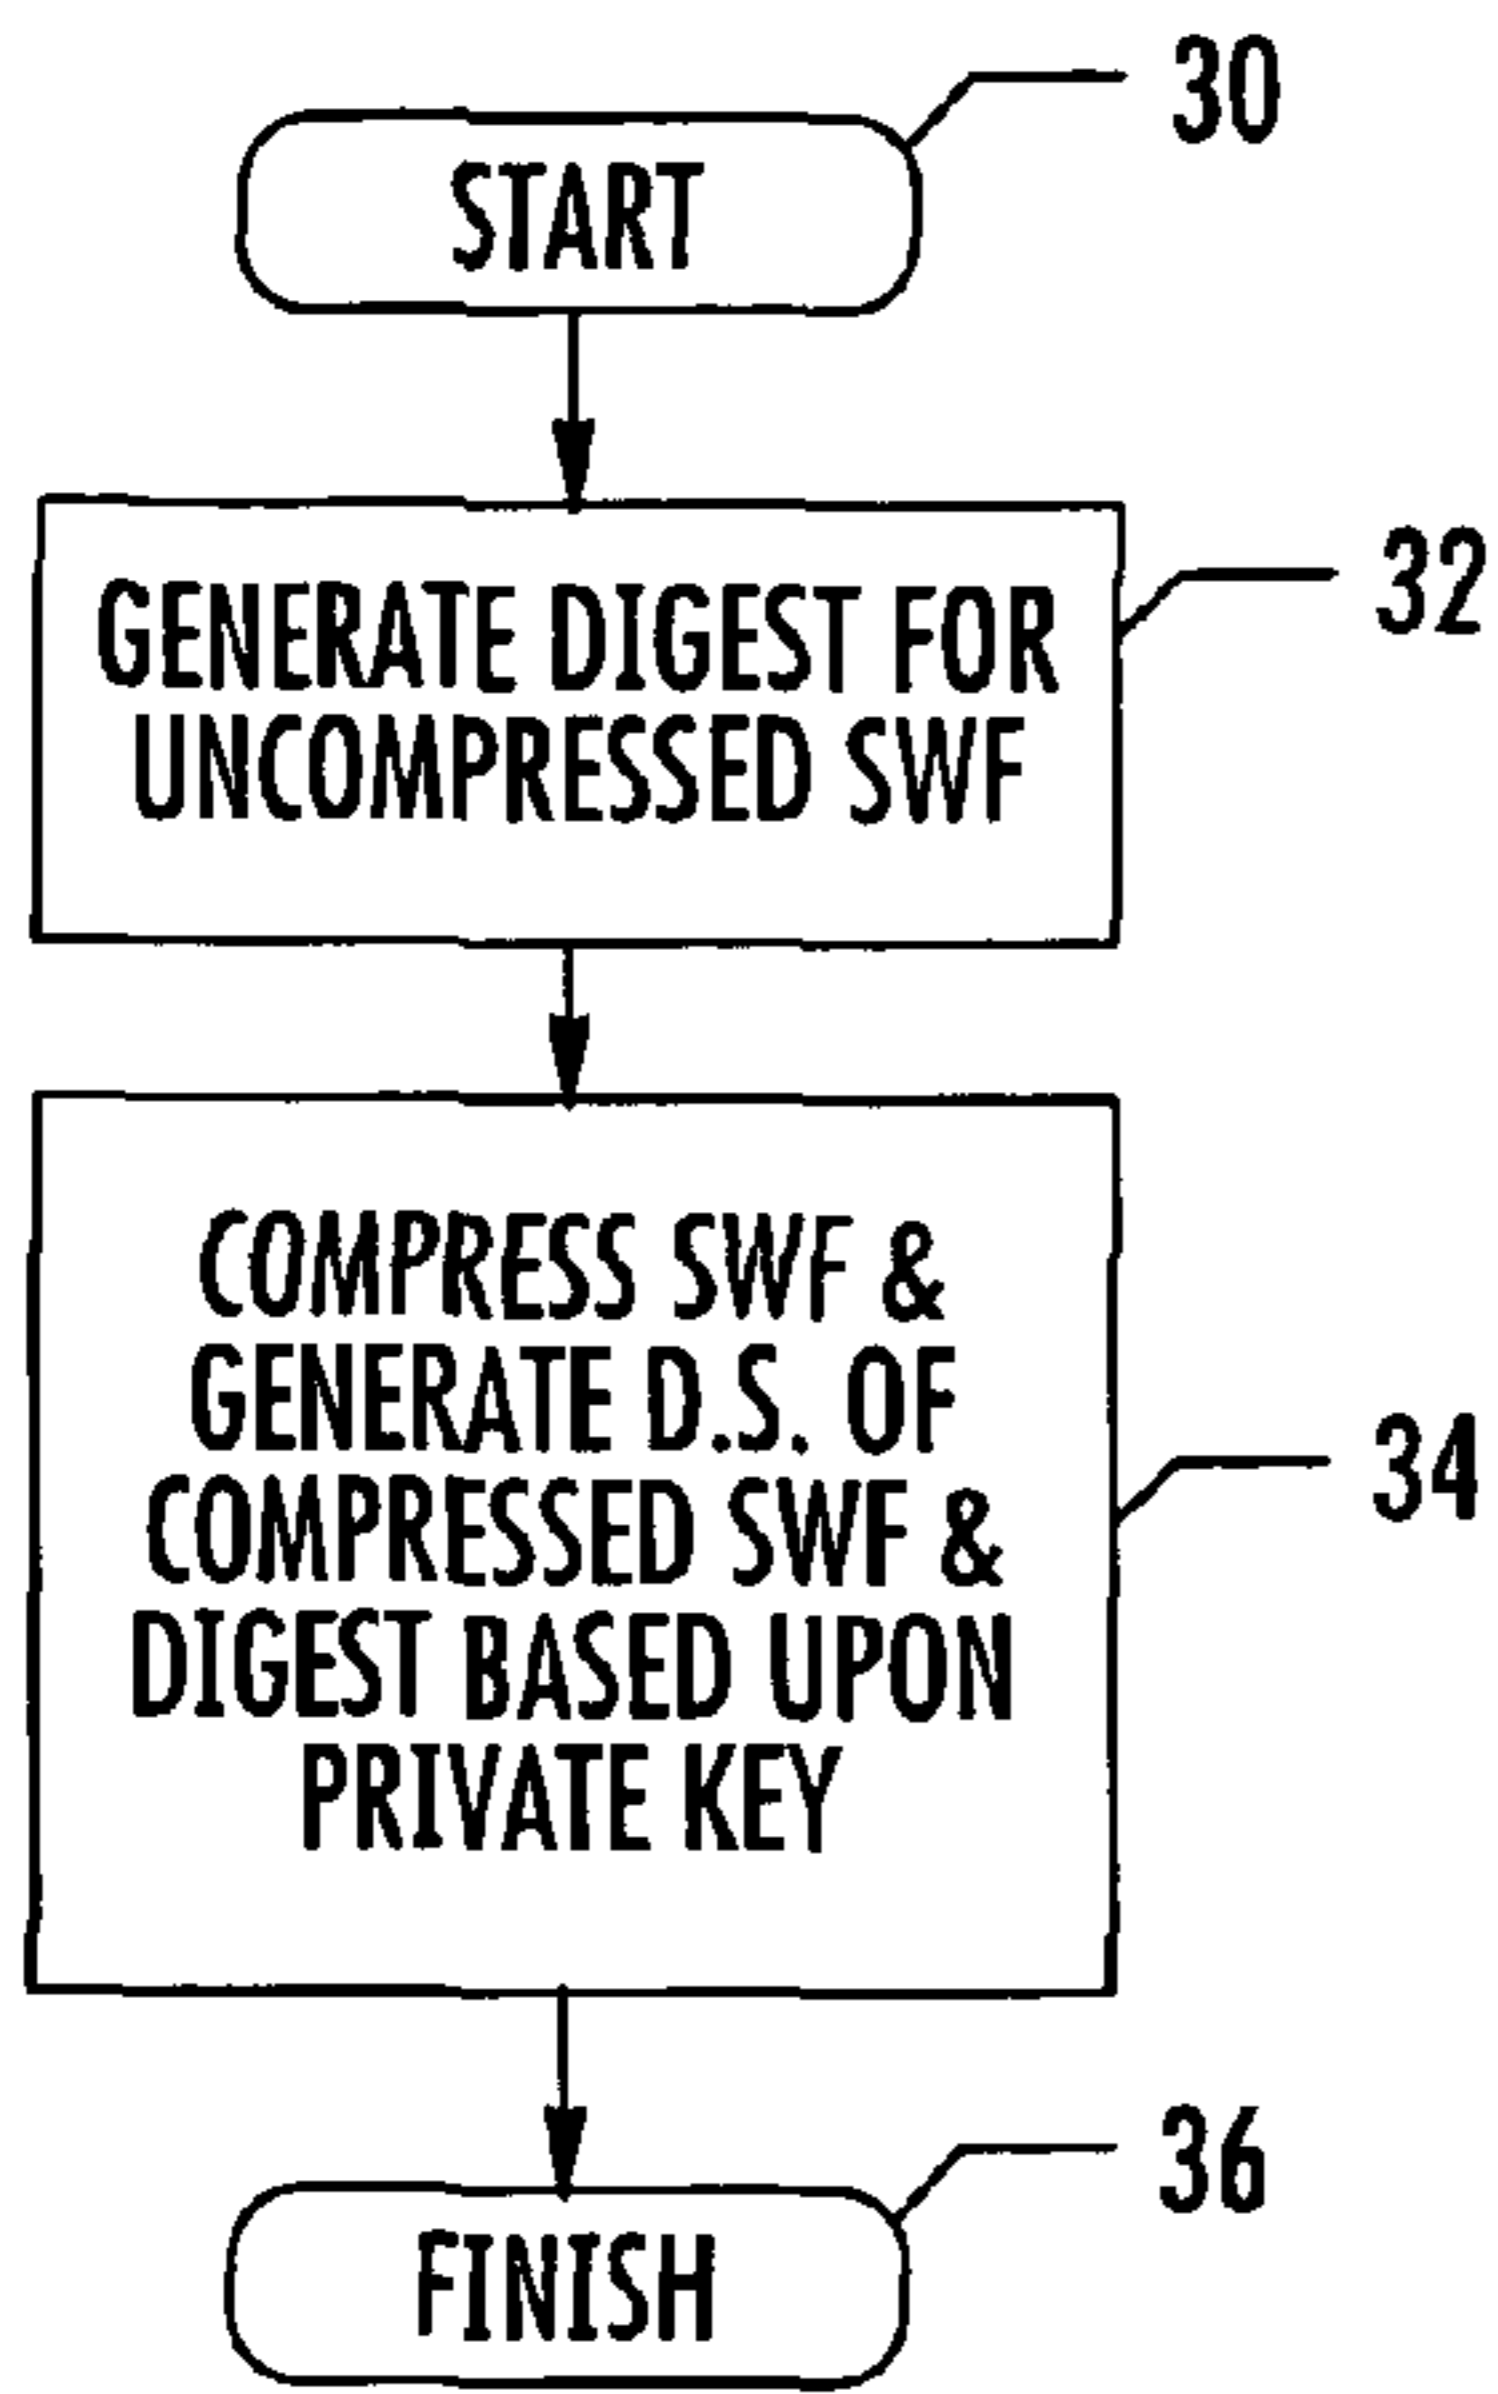 30
START
32
GENERATE DIGEST FOR
UNCOMPRESSED SWF
COMPRESS SWF &
GENERATE D.S. OF
COMPRESSED SWF &
DIGEST BASED UPON
PRIVATE KEY
34
36
FINISH